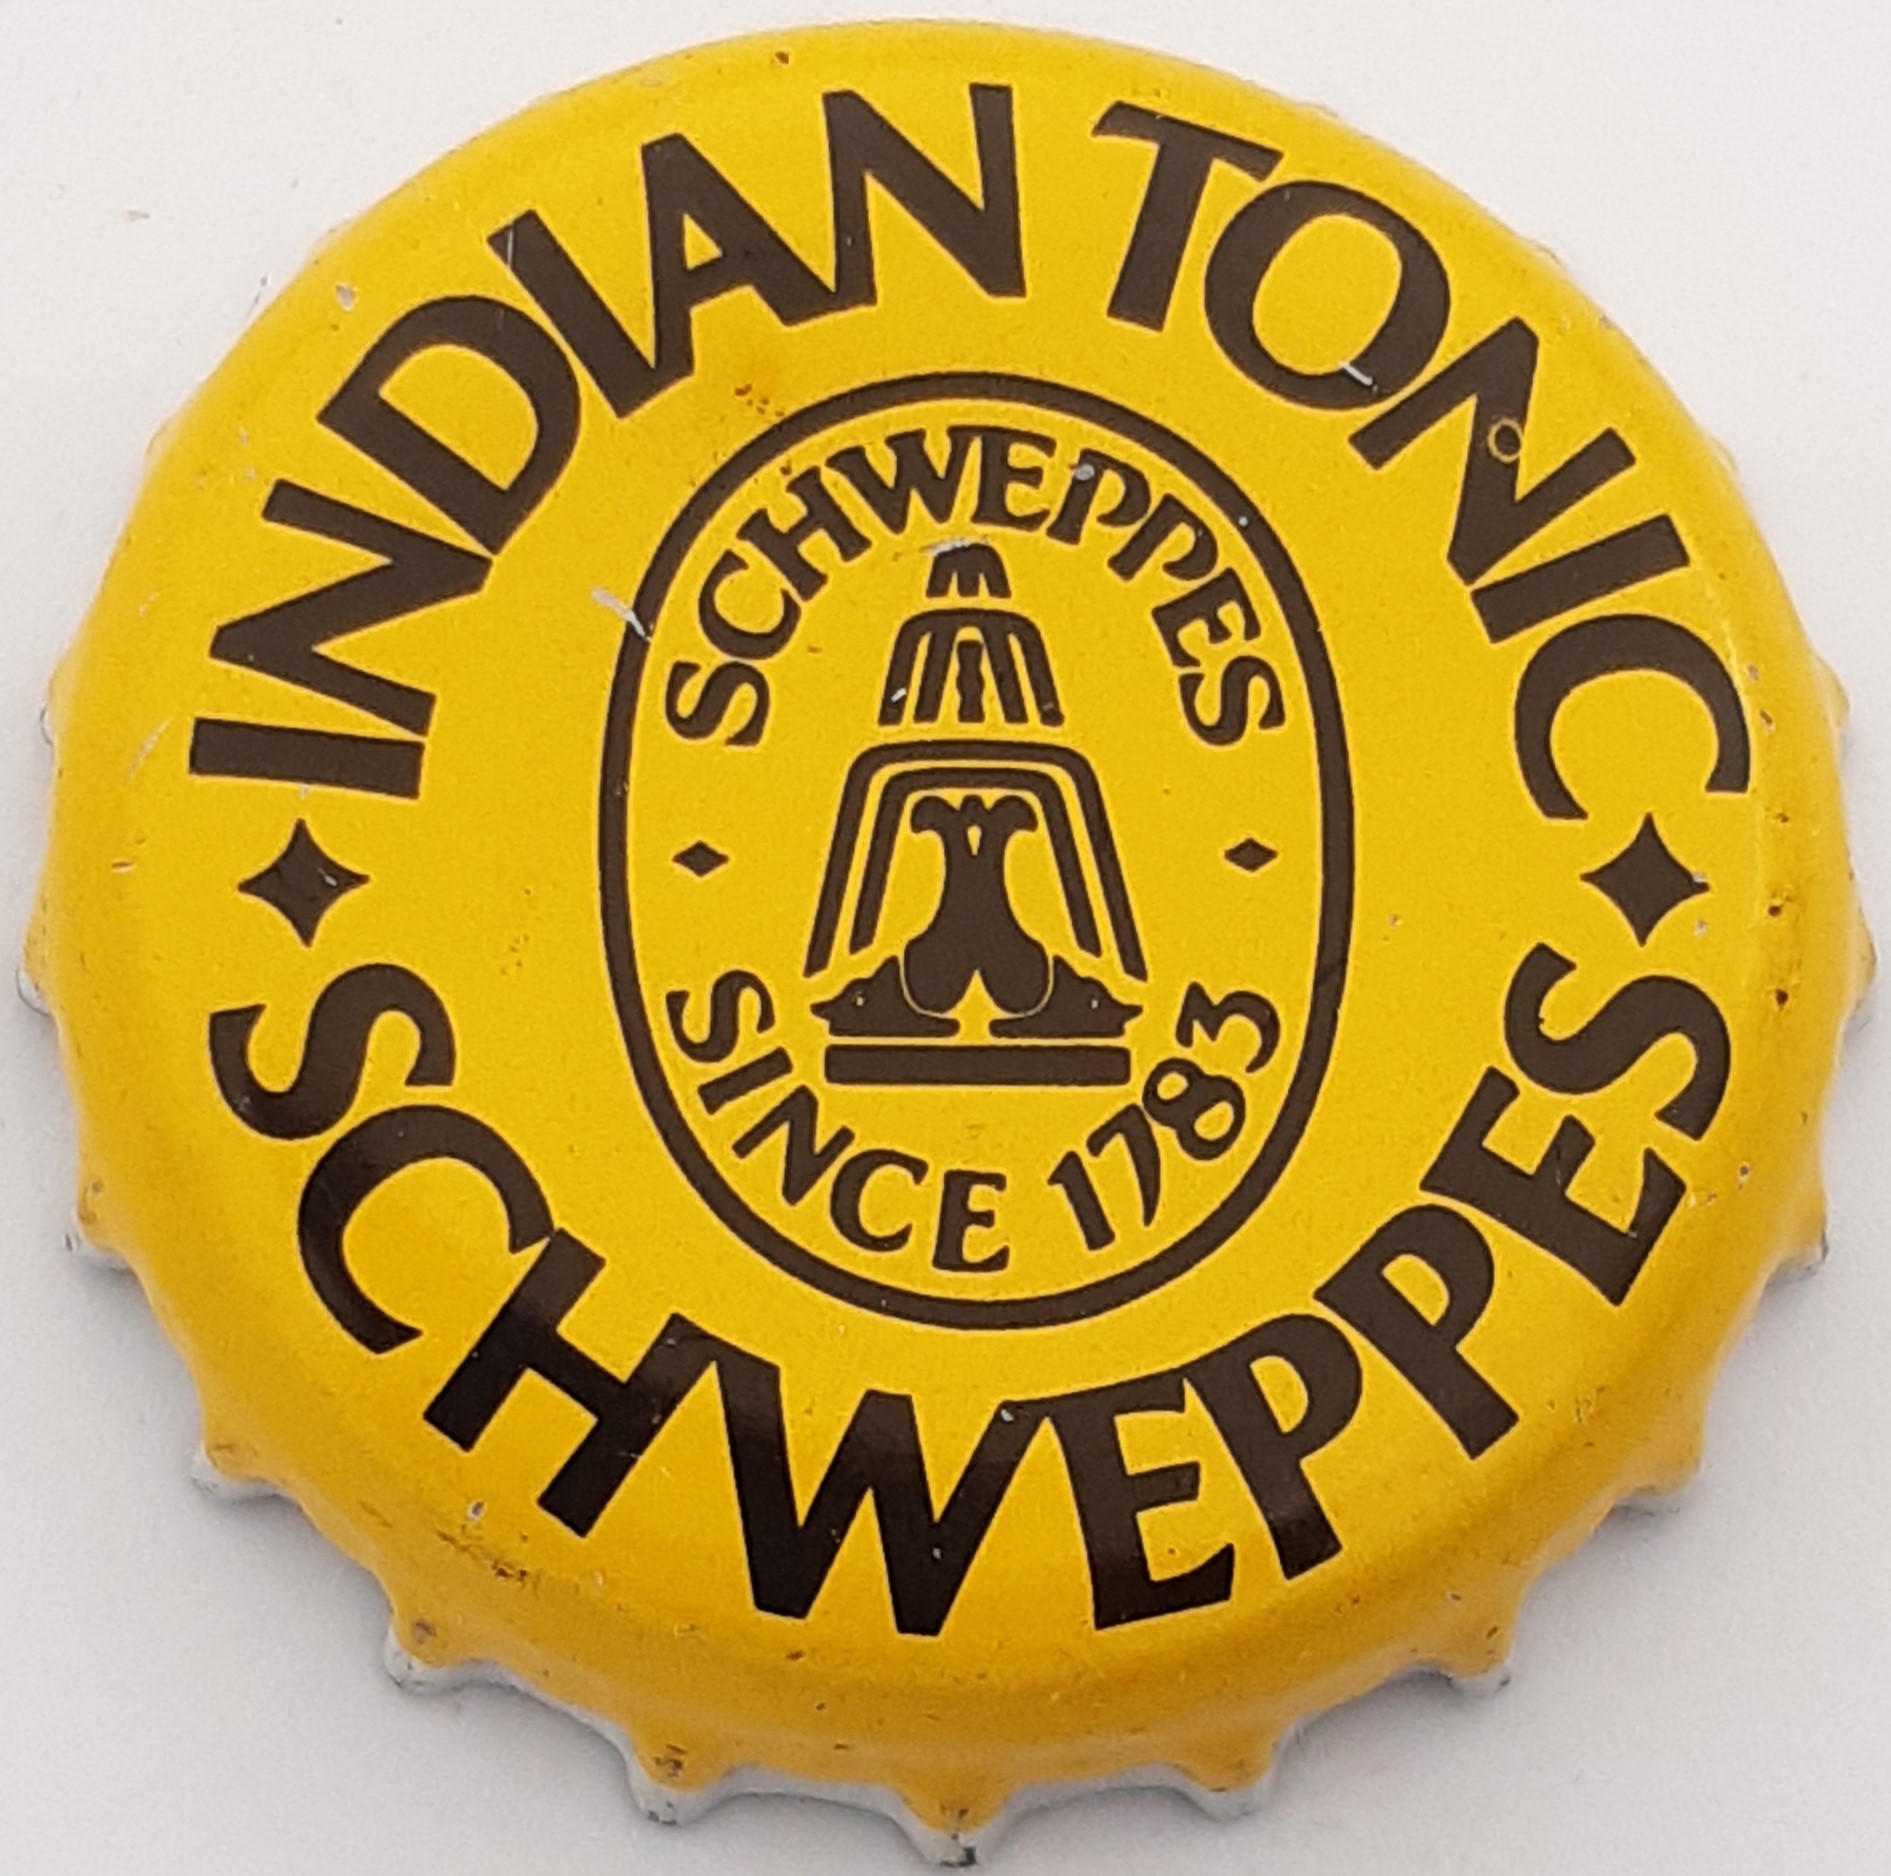 INDIAN TONIC
SCHWEPPES
SINCE 1783
SCHWEPPES